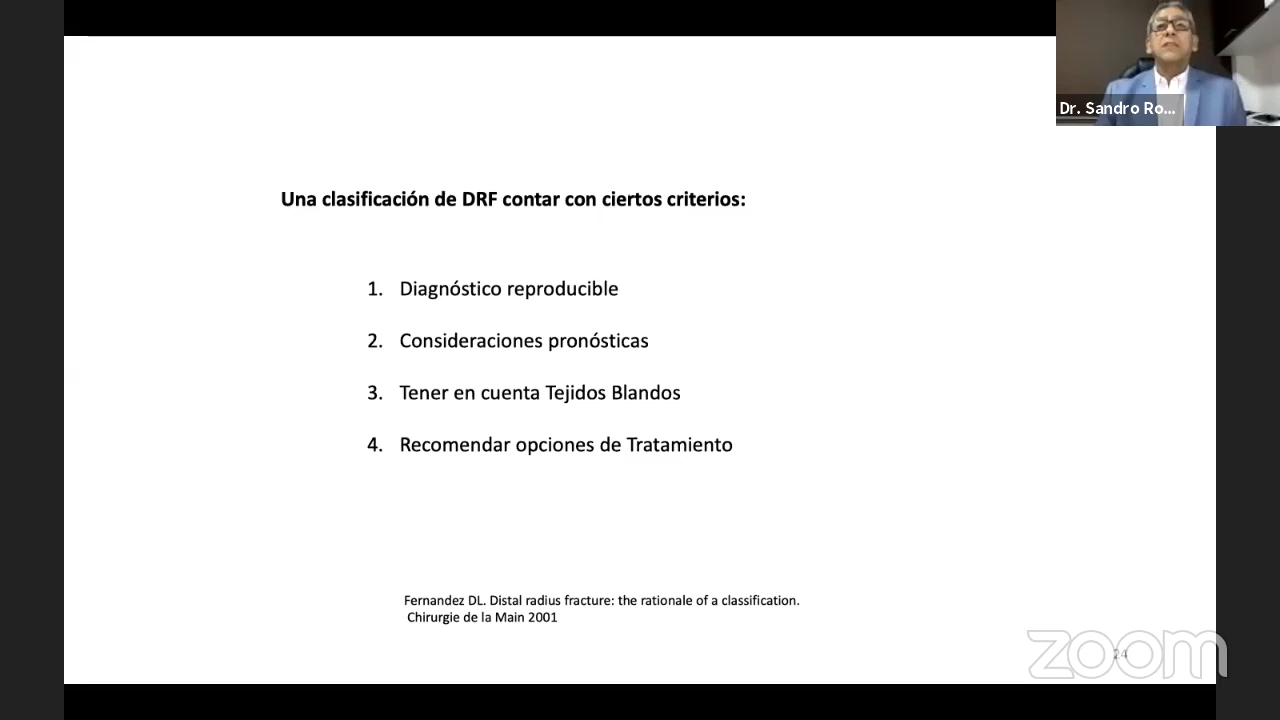 Dr. Sandro Ro...
Una clasificación de DRF contar con ciertos criterios:
1. Diagnóstico reproducible
2. Consideraciones pronósticas
3. Tener en cuenta Tejidos Blandos
4. Recomendar opciones de Tratamiento
Fernandez DL. Distal radius fracture: the rationale of a classification.
Chirurgie de la Main 2001
zoom
24